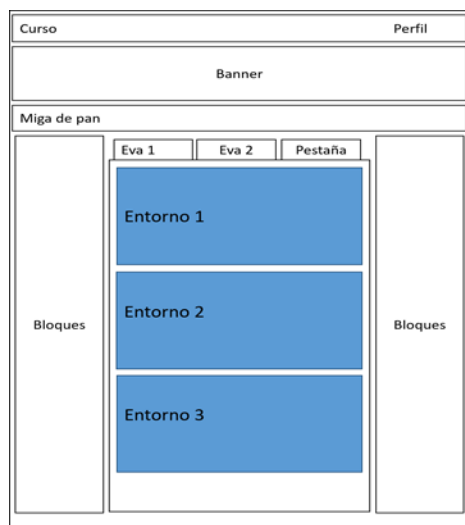 Curso Perfil
Banner
Miga de pan
Eva 1 Eva 2 Pestaña
Entorno 1
Entorno 2
Bloques Bloques
Entorno 3